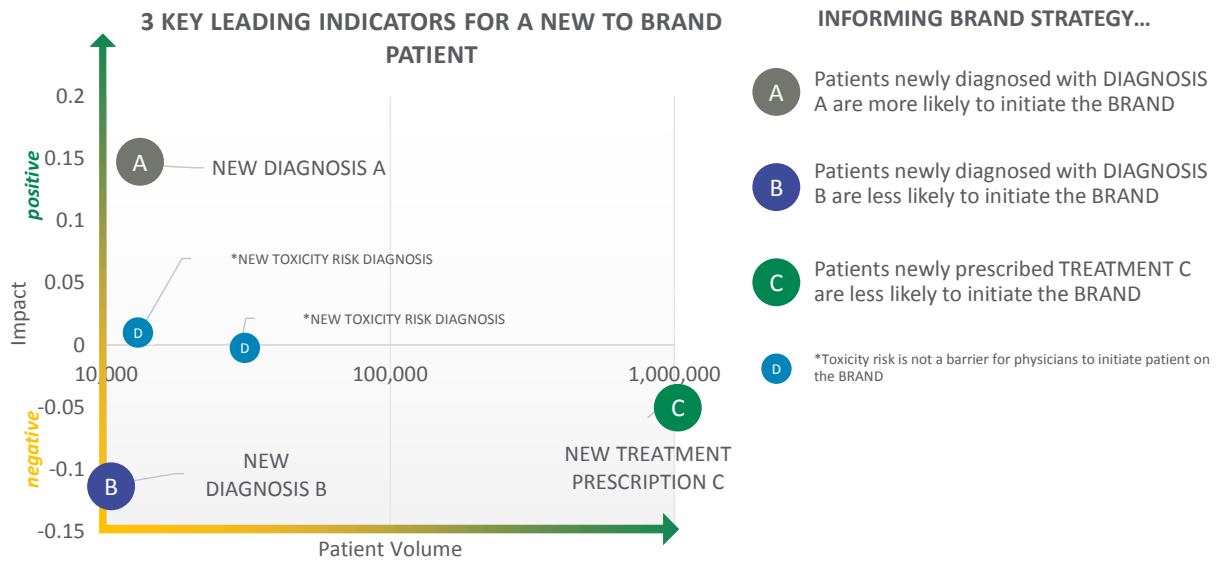 3 KEY LEADING INDICATORS FOR A NEW TO BRAND
PATIENT
0.2
0.15
0.1
0.05
0
-0.05
-0.1
-0.15
positive
Impact
negative
A
NEW DIAGNOSIS A
*NEW TOXICITY RISK DIAGNOSIS
D
*NEW TOXICITY RISK DIAGNOSIS
D
10,000
100,000
1,000,000
C
NEW TREATMENT
PRESCRIPTION C
B
NEW
DIAGNOSIS B
Patient Volume
INFORMING BRAND STRATEGY…
A
Patients newly diagnosed with DIAGNOSIS
A are more likely to initiate the BRAND
B
Patients newly diagnosed with DIAGNOSIS
B are less likely to initiate the BRAND
C
Patients newly prescribed TREATMENT C
are less likely to initiate the BRAND
D
*Toxicity risk is not a barrier for physicians to initiate patient on
the BRAND